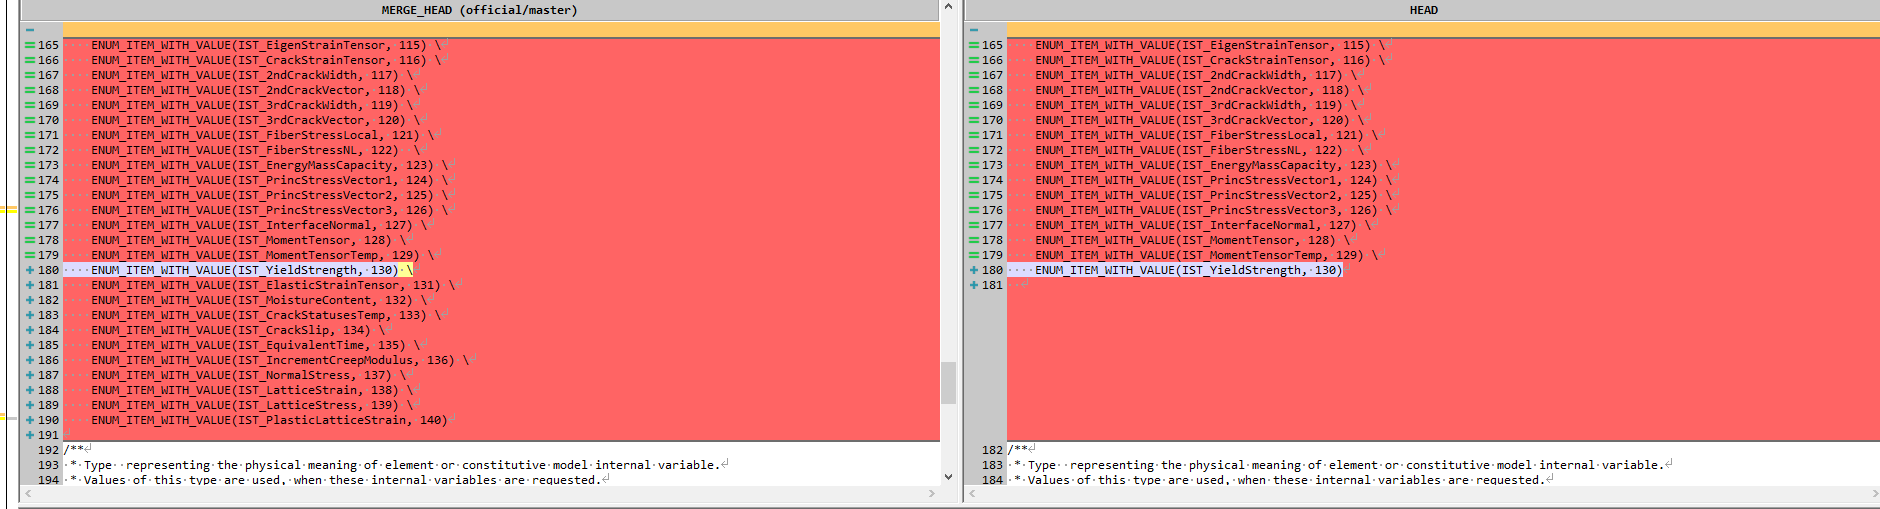 MERGE_HEAD (official/master)
165 ENUM_ITEM_WITH_VALUE(IST_EigenStrainTensor, 115) \
166 ENUM_ITEM_WITH_VALUE(IST_CrackStrainTensor, 116) \
167 ENUM_ITEM_WITH_VALUE(IST_2ndCrackWidth, 117) \
168 ENUM_ITEM_WITH_VALUE(IST_2ndCrackVector, 118) \
169 ENUM_ITEM_WITH_VALUE(IST_3rdCrackWidth, 119) \
170 ENUM_ITEM_WITH_VALUE(IST_3rdCrackVector, 120) \
171 ENUM_ITEM_WITH_VALUE(IST_FiberStressLocal, 121) \
172 ENUM_ITEM_WITH_VALUE(IST_FiberStressNL, 122)  \
173 ENUM_ITEM_WITH_VALUE(IST_EnergyMassCapacity, 123) \
174 ENUM_ITEM_WITH_VALUE(IST_PrincStressVector1, 124) \
175 ENUM_ITEM_WITH_VALUE(IST_PrincStressVector2, 125) \
176 ENUM_ITEM_WITH_VALUE(IST_PrincStressVector3, 126) \
177 ENUM_ITEM_WITH_VALUE(IST_InterfaceNormal, 127) \
178 ENUM_ITEM_WITH_VALUE(IST_MomentTensor, 128) \
179 ENUM_ITEM_WITH_VALUE(IST_MomentTensorTemp, 129) \
180 ENUM_ITEM_WITH_VALUE(IST_YieldStrength, 130) \
181 ENUM_ITEM_WITH_VALUE(IST_ElasticStrainTensor, 131) \
182 ENUM_ITEM_WITH_VALUE(IST_MoistureContent, 132) \
183 ENUM_ITEM_WITH_VALUE(IST_CrackStatusesTemp, 133) \
184 ENUM_ITEM_WITH_VALUE(IST_CrackSlip, 134) \
185 ENUM_ITEM_WITH_VALUE(IST_EquivalentTime, 135) \
186 ENUM_ITEM_WITH_VALUE(IST_IncrementCreepModulus, 136) \
187 ENUM_ITEM_WITH_VALUE(IST_NormalStress, 137) \
188 ENUM_ITEM_WITH_VALUE(IST_LatticeStrain, 138) \
189 ENUM_ITEM_WITH_VALUE(IST_LatticeStress, 139) \
190 ENUM_ITEM_WITH_VALUE(IST_PlasticLatticeStrain, 140)
191
192 /**
193 * Type  representing the physical meaning of element or constitutive model internal variable.
194 * Values of this type are used, when these internal variables are requested.
HEAD
165 ENUM_ITEM_WITH_VALUE(IST_EigenStrainTensor, 115) \
166 ENUM_ITEM_WITH_VALUE(IST_CrackStrainTensor, 116) \
167 ENUM_ITEM_WITH_VALUE(IST_2ndCrackWidth, 117) \
168 ENUM_ITEM_WITH_VALUE(IST_2ndCrackVector, 118) \
169 ENUM_ITEM_WITH_VALUE(IST_3rdCrackWidth, 119) \
170 ENUM_ITEM_WITH_VALUE(IST_3rdCrackVector, 120) \
171 ENUM_ITEM_WITH_VALUE(IST_FiberStressLocal, 121) \
172 ENUM_ITEM_WITH_VALUE(IST_FiberStressNL, 122)  \
173 ENUM_ITEM_WITH_VALUE(IST_EnergyMassCapacity, 123) \
174 ENUM_ITEM_WITH_VALUE(IST_PrincStressVector1, 124) \
175 ENUM_ITEM_WITH_VALUE(IST_PrincStressVector2, 125) \
176 ENUM_ITEM_WITH_VALUE(IST_PrincStressVector3, 126) \
177 ENUM_ITEM_WITH_VALUE(IST_InterfaceNormal, 127) \
178 ENUM_ITEM_WITH_VALUE(IST_MomentTensor, 128) \
179 ENUM_ITEM_WITH_VALUE(IST_MomentTensorTemp, 129) \
180 ENUM_ITEM_WITH_VALUE(IST_YieldStrength, 130)
181
182 /**
183 * Type  representing the physical meaning of element or constitutive model internal variable.
184 * Values of this type are used, when these internal variables are requested.